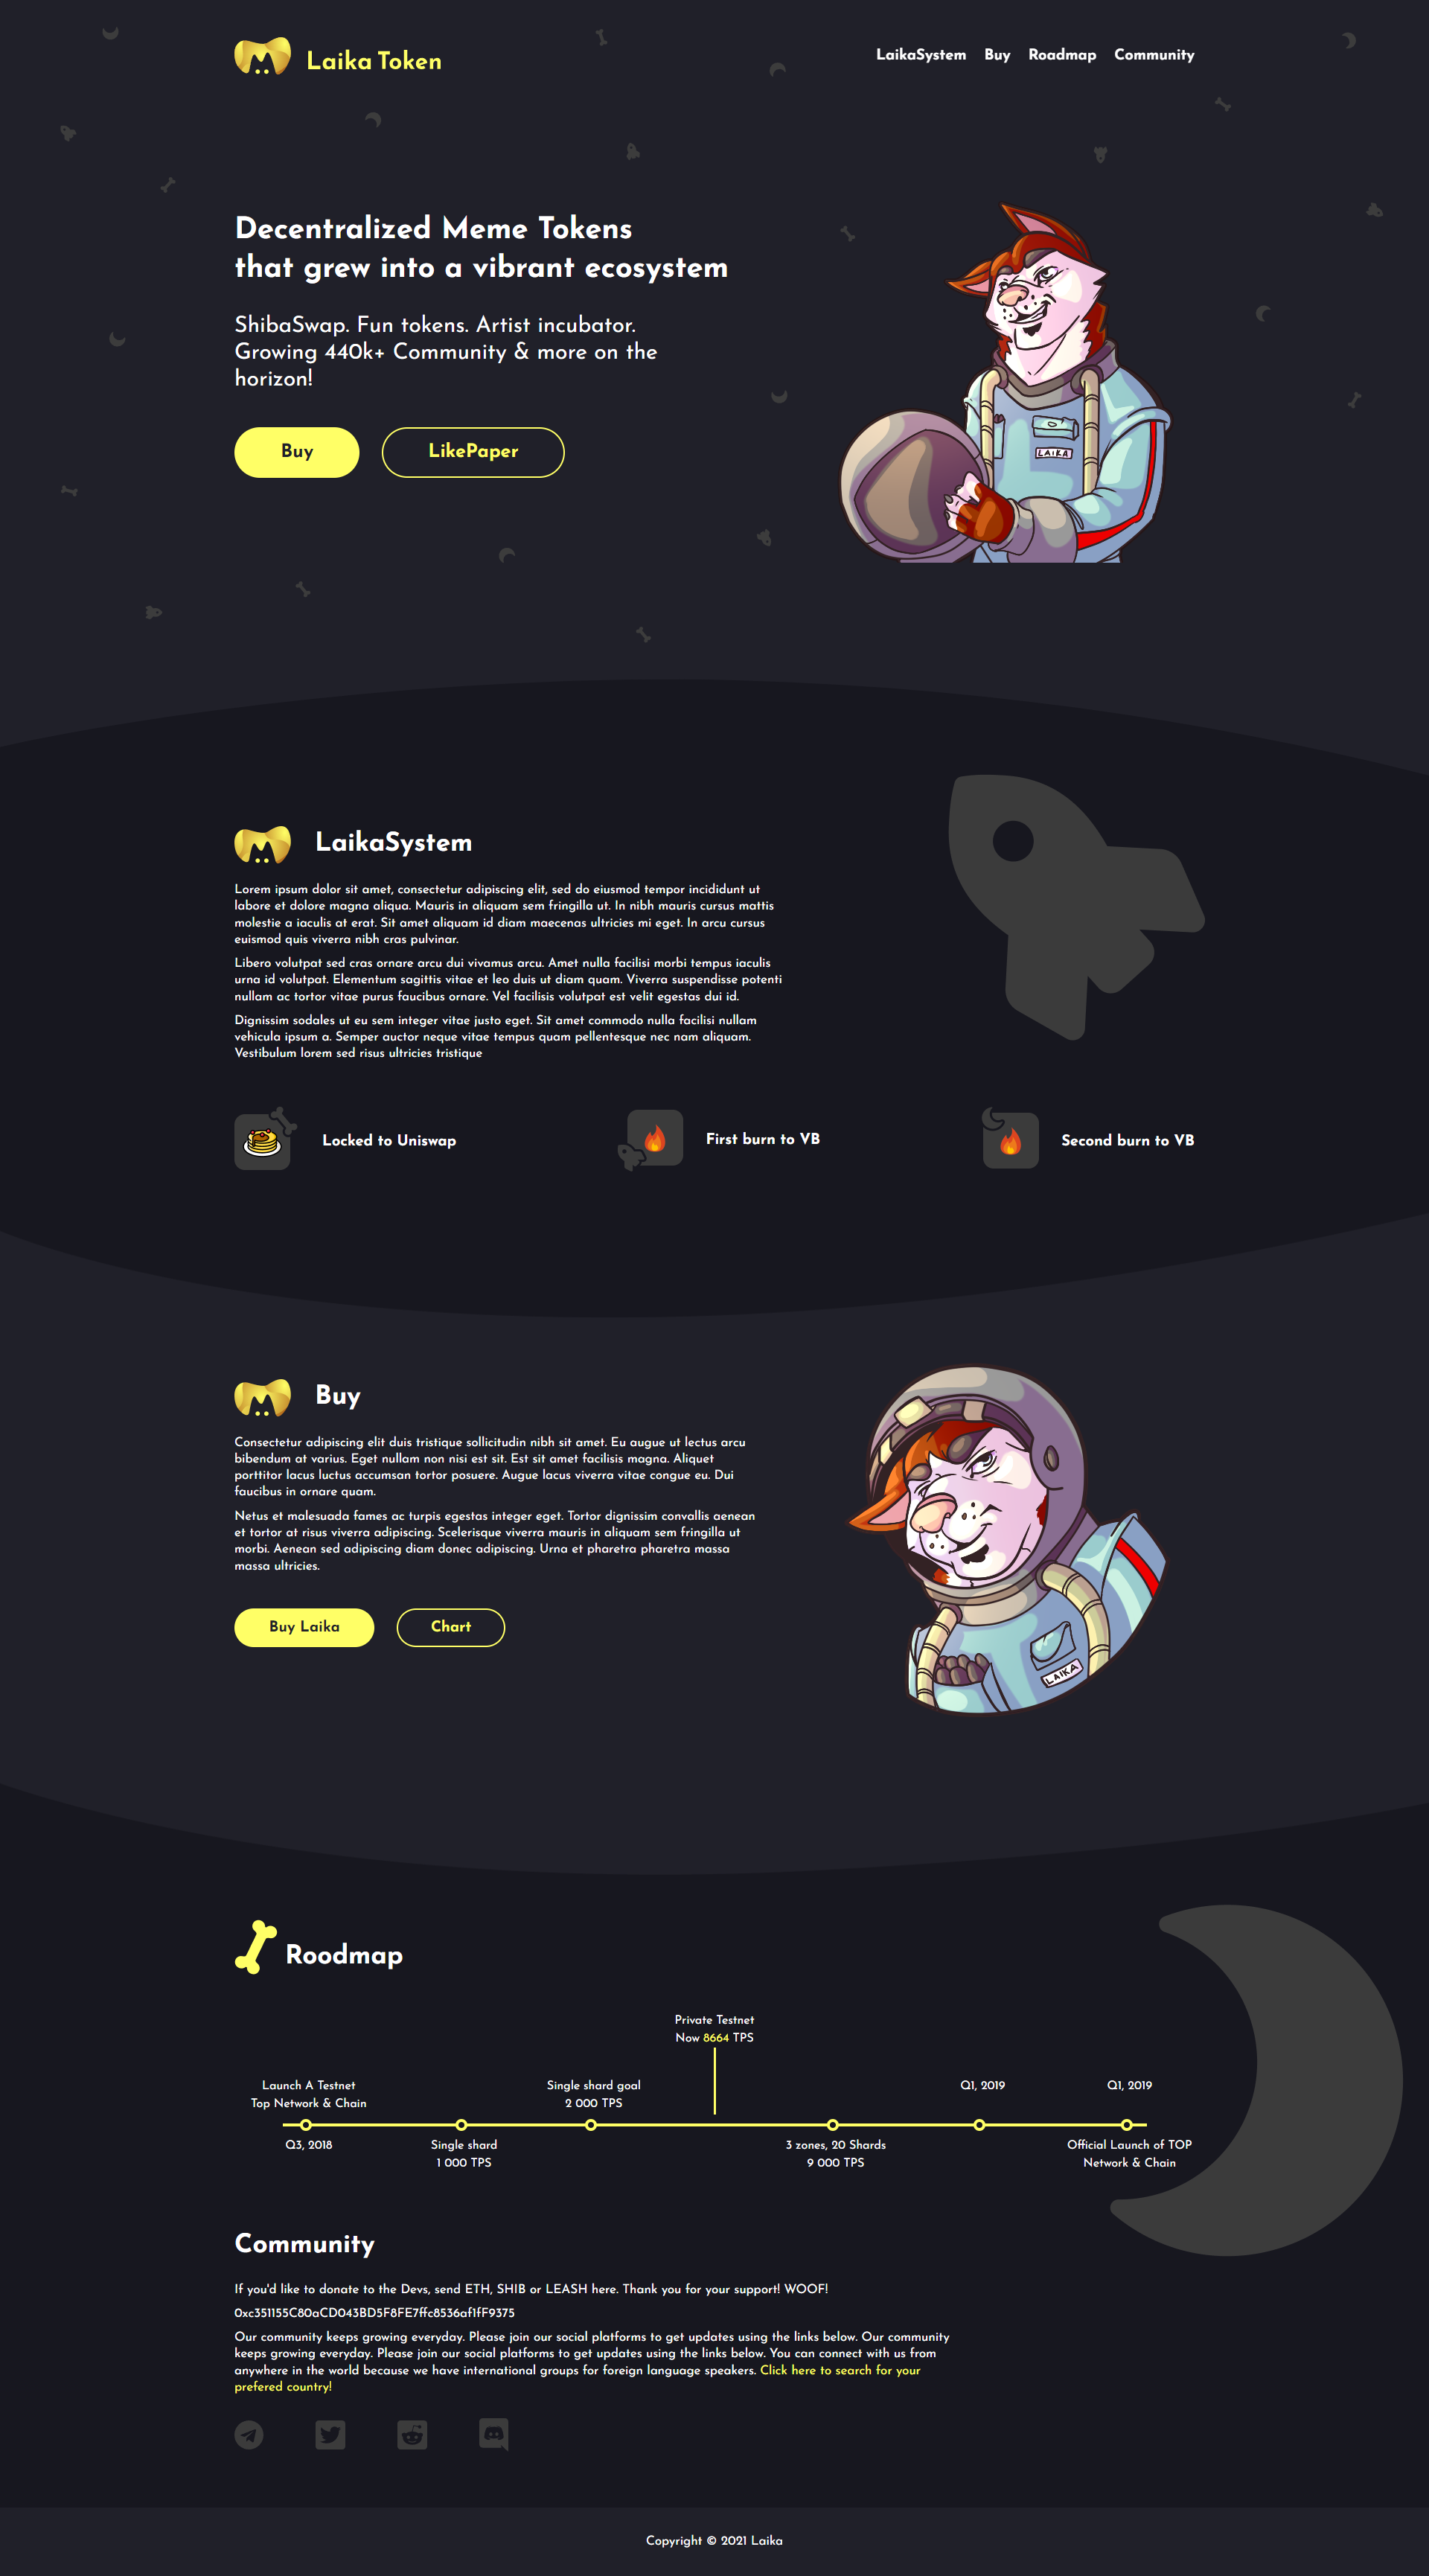 Laika Token
LaikaSystem Buy Roadmap Community
Decentralized Meme Tokens
that grew into a vibrant ecosystem
ShibaSwap. Fun tokens. Artist incubator.
Growing 440k+ Community & more on the
horizon!
Buy LikePaper
LAIKA
LaikaSystem
Lorem ipsum dolor sit amet, consectetur adipiscing elit, sed do eiusmod tempor incididunt ut
labore et dolore magna aliqua. Mauris in aliquam sem fringilla ut. In nibh mauris cursus mattis
molestie a iaculis at erat. Sit amet aliquam id diam maecenas ultricies mi eget. In arcu cursus
euismod quis viverra nibh cras pulvinar.
Libero volutpat sed cras ornare arcu dui vivamus arcu. Amet nulla facilisi morbi tempus iaculis
urna id volutpat. Elementum sagittis vitae et leo duis ut diam quam. Viverra suspendisse potenti
nullam ac tortor vitae purus faucibus ornare. Vel facilisis volutpat est velit egestas dui id.
Dignissim sodales ut eu sem integer vitae justo eget. Sit amet commodo nulla facilisi nullam
vehicula ipsum a. Semper auctor neque vitae tempus quam pellentesque nec nam aliquam.
Vestibulum lorem sed risus ultricies tristique
Locked to Uniswap
First burn to VB
Second burn to VB
Buy
Consectetur adipiscing elit duis tristique sollicitudin nibh sit amet. Eu augue ut lectus arcu
bibendum at varius. Eget nullam non nisi est sit. Est sit amet facilisis magna. Aliquet
porttitor lacus luctus accumsan tortor posuere. Augue lacus viverra vitae congue eu. Dui
faucibus in ornare quam.
Netus et malesuada fames ac turpis egestas integer eget. Tortor dignissim convallis aenean
et tortor at risus viverra adipiscing. Scelerisque viverra mauris in aliquam sem fringilla ut
morbi. Aenean sed adipiscing diam donec adipiscing. Urna et pharetra pharetra massa
massa ultricies.
Buy Laika Chart
LAIKA
Roodmap
Private Testnet
Now 8664 TPS
Launch A Testnet
Top Network & Chain
Single shard goal
2 000 TPS
Q1, 2019
Q1, 2019
Q3, 2018
Single shard
1 000 TPS
3 zones, 20 Shards
9 000 TPS
Official Launch of TOP
Network & Chain
Community
If you'd like to donate to the Devs, send ETH, SHIB or LEASH here. Thank you for your support! WOOF!
0xc351155C80aCD043BD5F8FE7ffc8536af1fF9375
Our community keeps growing everyday. Please join our social platforms to get updates using the links below. Our community
keeps growing everyday. Please join our social platforms to get updates using the links below. You can connect with us from
anywhere in the world because we have international groups for foreign language speakers. Click here to search for your
prefered country!
Copyright © 2021 Laika